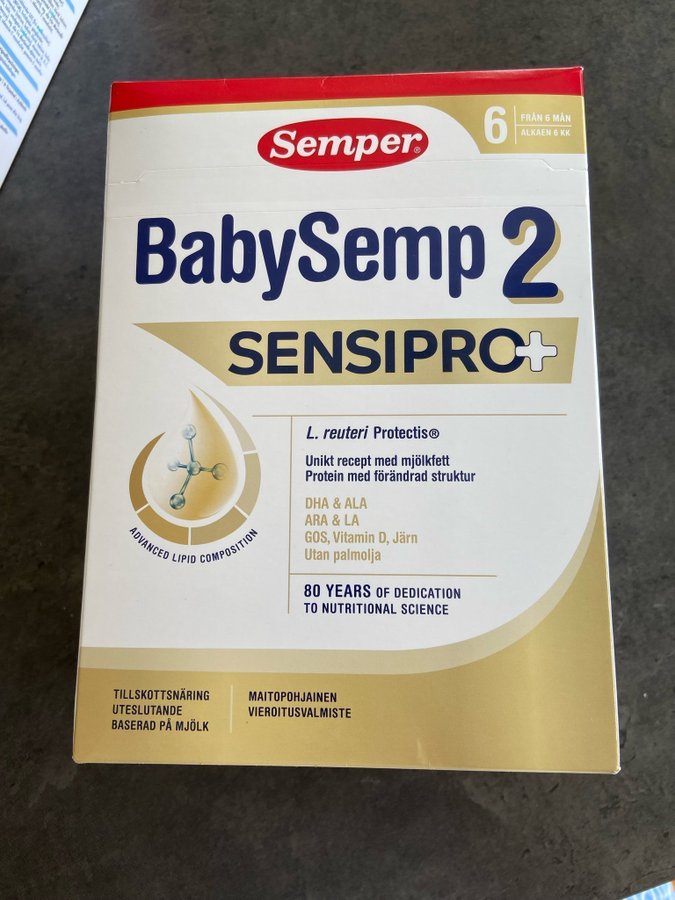 Semper®
6
FRÅN 6 MÅN
ALKAEN 6 KK
BabySemp 2
SENSIPRO+
L. reuteri Protectis®
Unikt recept med mjölkfett
Protein med förändrad struktur
DHA & ALA
ARA & LA
GOS, Vitamin D, Järn
Utan palmolja
ADVANCED LIPID COMPOSITION
80 YEARS OF DEDICATION
TO NUTRITIONAL SCIENCE
TILLSKOTTSNÄRING
UTESLUTANDE
BASERAD PÅ MJÖLK
MAITOPOHJAINEN
VIEROITUSVALMISTE